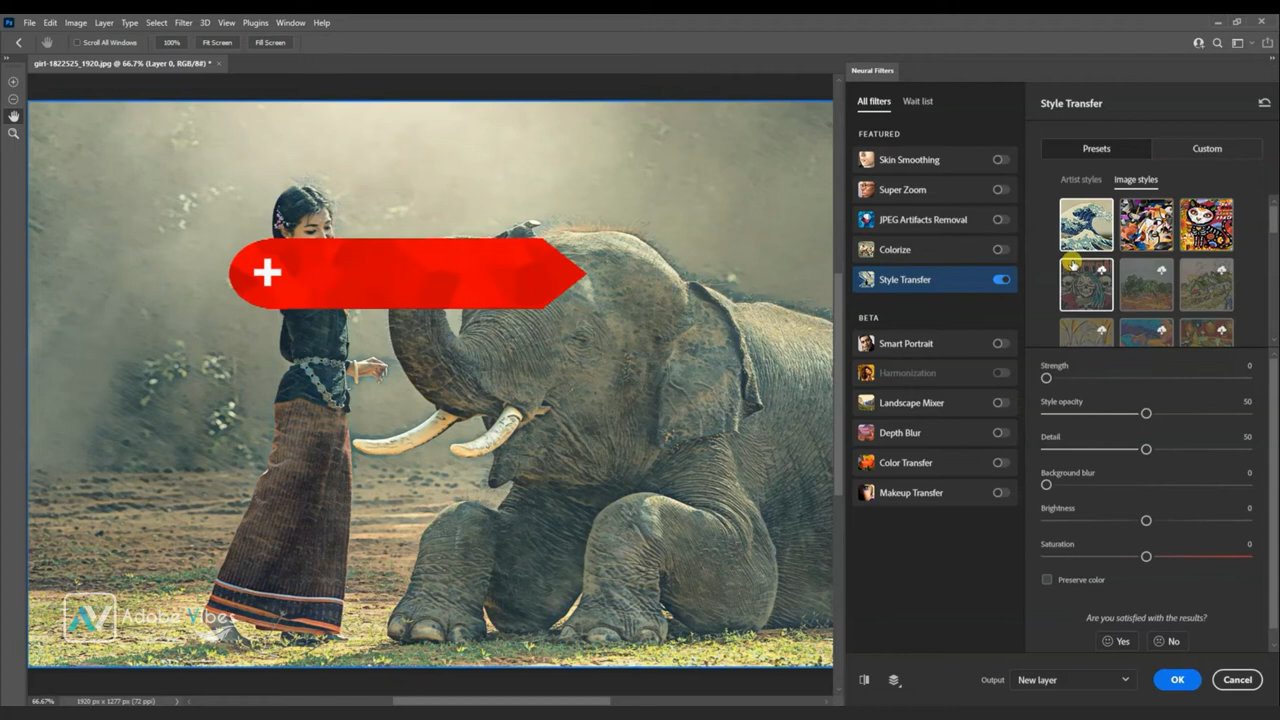 Ps File Edit Image Layer Type Select Filter 3D View Plugins Window Help
Scroll All Windows 100% Fit Screen Fill Screen
girl-1822525_1920.jpg @ 66.7% (Layer 0, RGB/8#) * ×
Neural Filters
All filters Wait list
FEATURED
Skin Smoothing
Super Zoom
JPEG Artifacts Removal
Colorize
Style Transfer
BETA
Smart Portrait
Harmonization
Landscape Mixer
Depth Blur
Color Transfer
Makeup Transfer
Style Transfer
Presets Custom
Artist styles Image styles
Strength 0
Style opacity 50
Detail 50
Background blur 0
Brightness 0
Saturation 0
Preserve color
Are you satisfied with the results?
Yes No
Output New layer OK Cancel
AV Adobe Vibes
66.67% 1920 px x 1277 px (72 ppi)